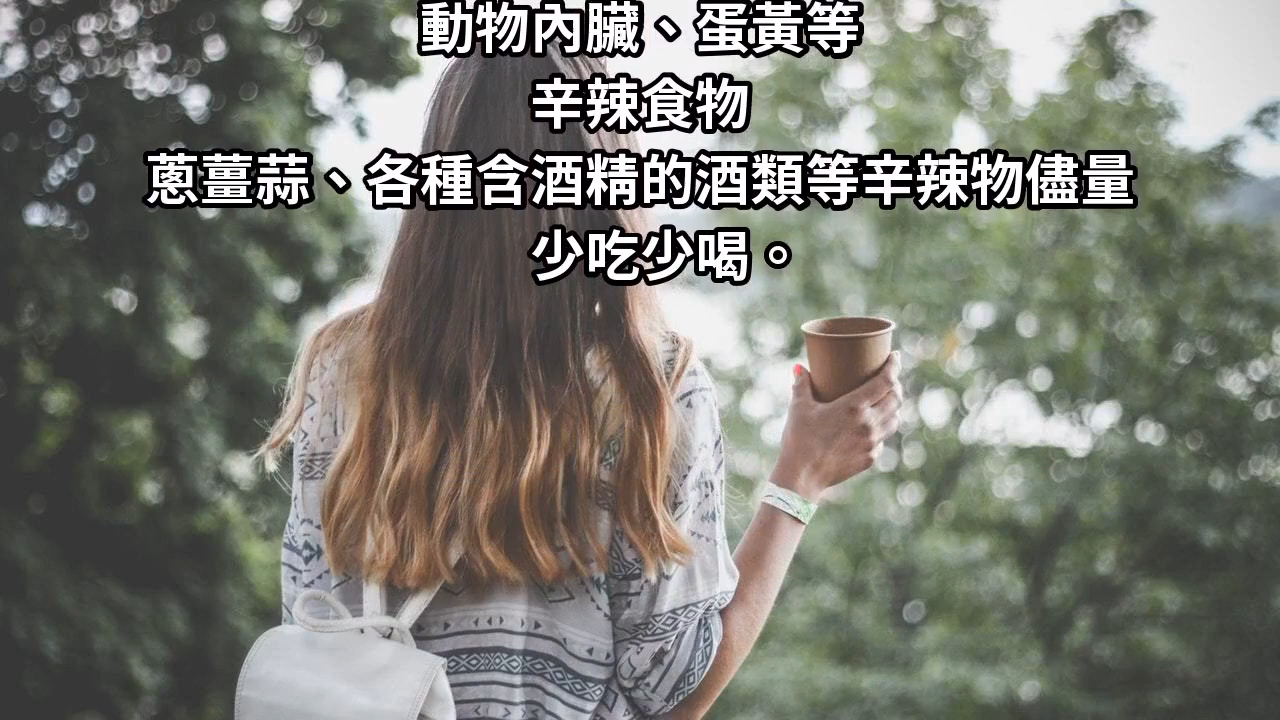 動物內臟、蛋黃等
辛辣食物
蔥薑蒜、各種含酒精的酒類等辛辣物儘量
少吃少喝。